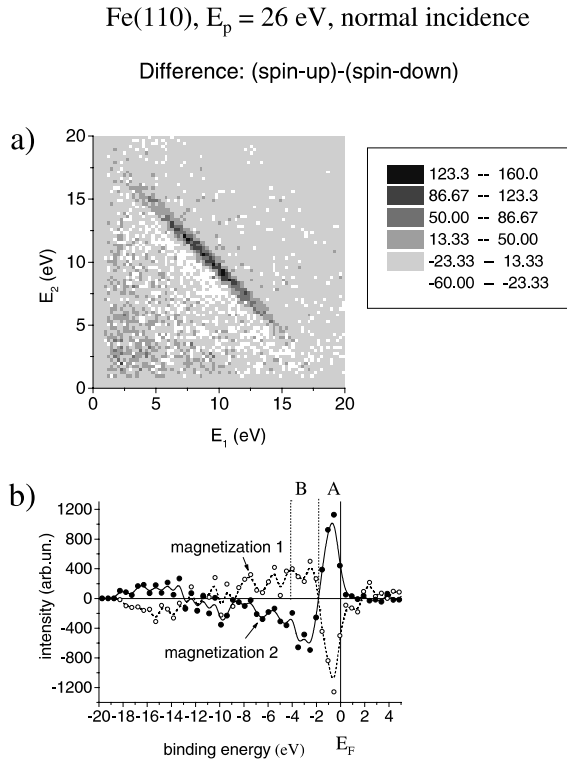 Fe(110), Eₚ = 26 eV, normal incidence
Difference: (spin-up)-(spin-down)
a)
20
15
10
5
0
E₂ (eV)
0 5 10 15 20
E₁ (eV)
123.3 -- 160.0
86.67 -- 123.3
50.00 -- 86.67
13.33 -- 50.00
-23.33 -- 13.33
-60.00 -- -23.33
b)
B A
1200
800
400
0
-400
-800
-1200
intensity (arb.un.)
magnetization 1
magnetization 2
-20 -18 -16 -14 -12 -10 -8 -6 -4 -2 0 2 4
binding energy (eV) E_F